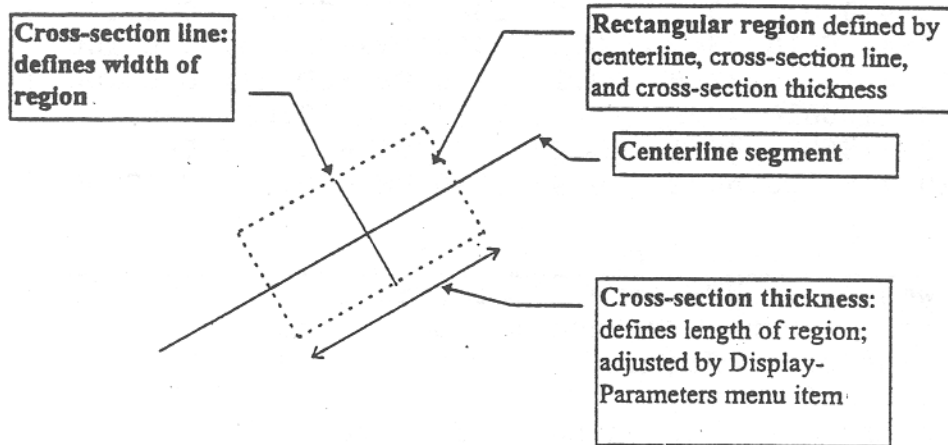 Cross-section line:
defines width of
region
Rectangular region defined by
centerline, cross-section line,
and cross-section thickness
Centerline segment
Cross-section thickness:
defines length of region;
adjusted by Display-
Parameters menu item